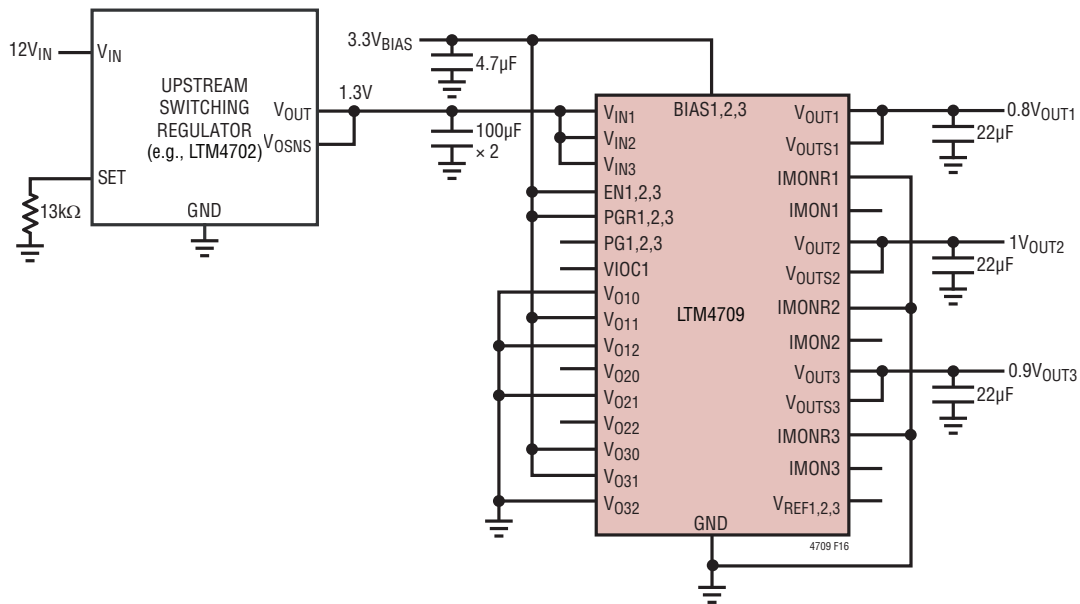 12VIN
VIN
UPSTREAM
SWITCHING
REGULATOR
(e.g., LTM4702)
VOUT
VOSNS
SET
GND
13kΩ
1.3V
3.3VBIAS
4.7µF
100µF
× 2
BIAS1,2,3
VIN1
VIN2
VIN3
EN1,2,3
PGR1,2,3
PG1,2,3
VIOC1
VO10
VO11
VO12
VO20
VO21
VO22
VO30
VO31
VO32
LTM4709
GND
VOUT1
VOUTS1
IMONR1
IMON1
VOUT2
VOUTS2
IMONR2
IMON2
VOUT3
VOUTS3
IMONR3
IMON3
VREF1,2,3
0.8VOUT1
22µF
1VOUT2
22µF
0.9VOUT3
22µF
4709 F16